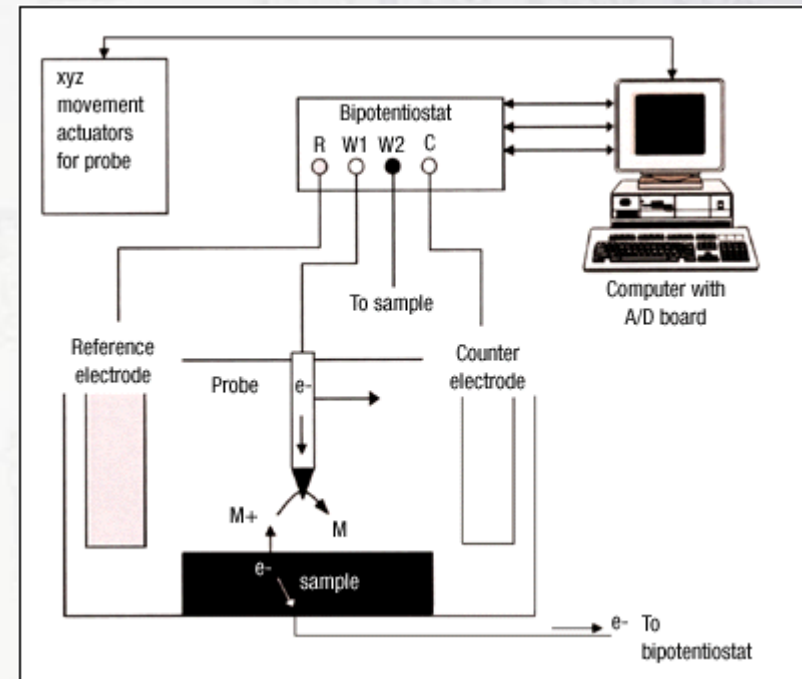 xyz
movement
actuators
for probe
Bipotentiostat
R W1 W2 C
To sample
Computer with
A/D board
Reference
electrode
Probe
e-
Counter
electrode
M+
M
e-
sample
e- To
bipotentiostat